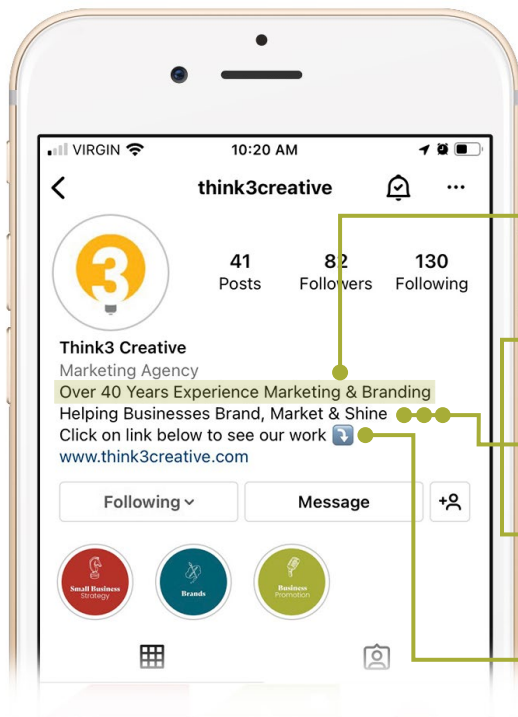 VIRGIN 10:20 AM
think3creative
3
41 82 130
Posts Followers Following
Think3 Creative
Marketing Agency
Over 40 Years Experience Marketing & Branding
Helping Businesses Brand, Market & Shine
Click on link below to see our work ⤵️
www.think3creative.com
Following Message
Small Business
Strategy
Brands
Business
Promotion